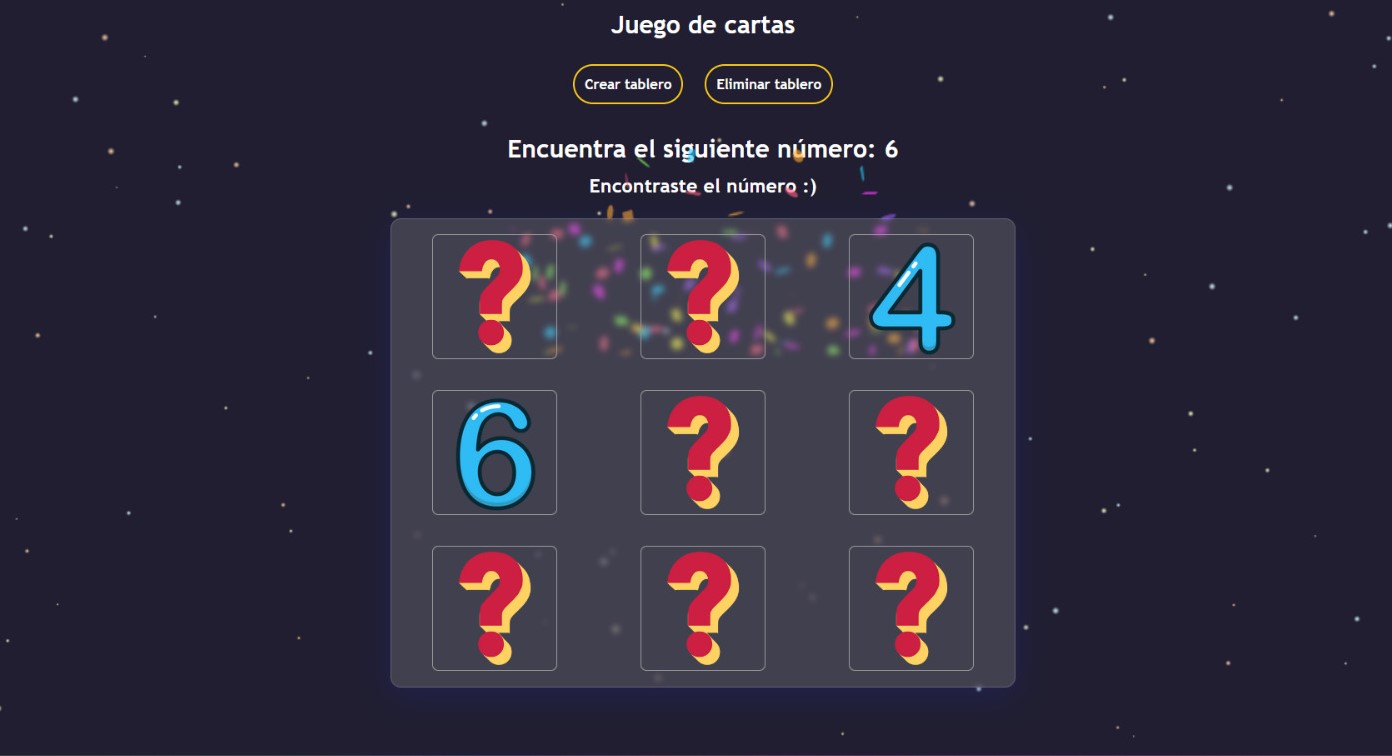 Juego de cartas
Crear tablero Eliminar tablero
Encuentra el siguiente número: 6
Encontraste el número :)
? ? 4
6 ? ?
? ? ?